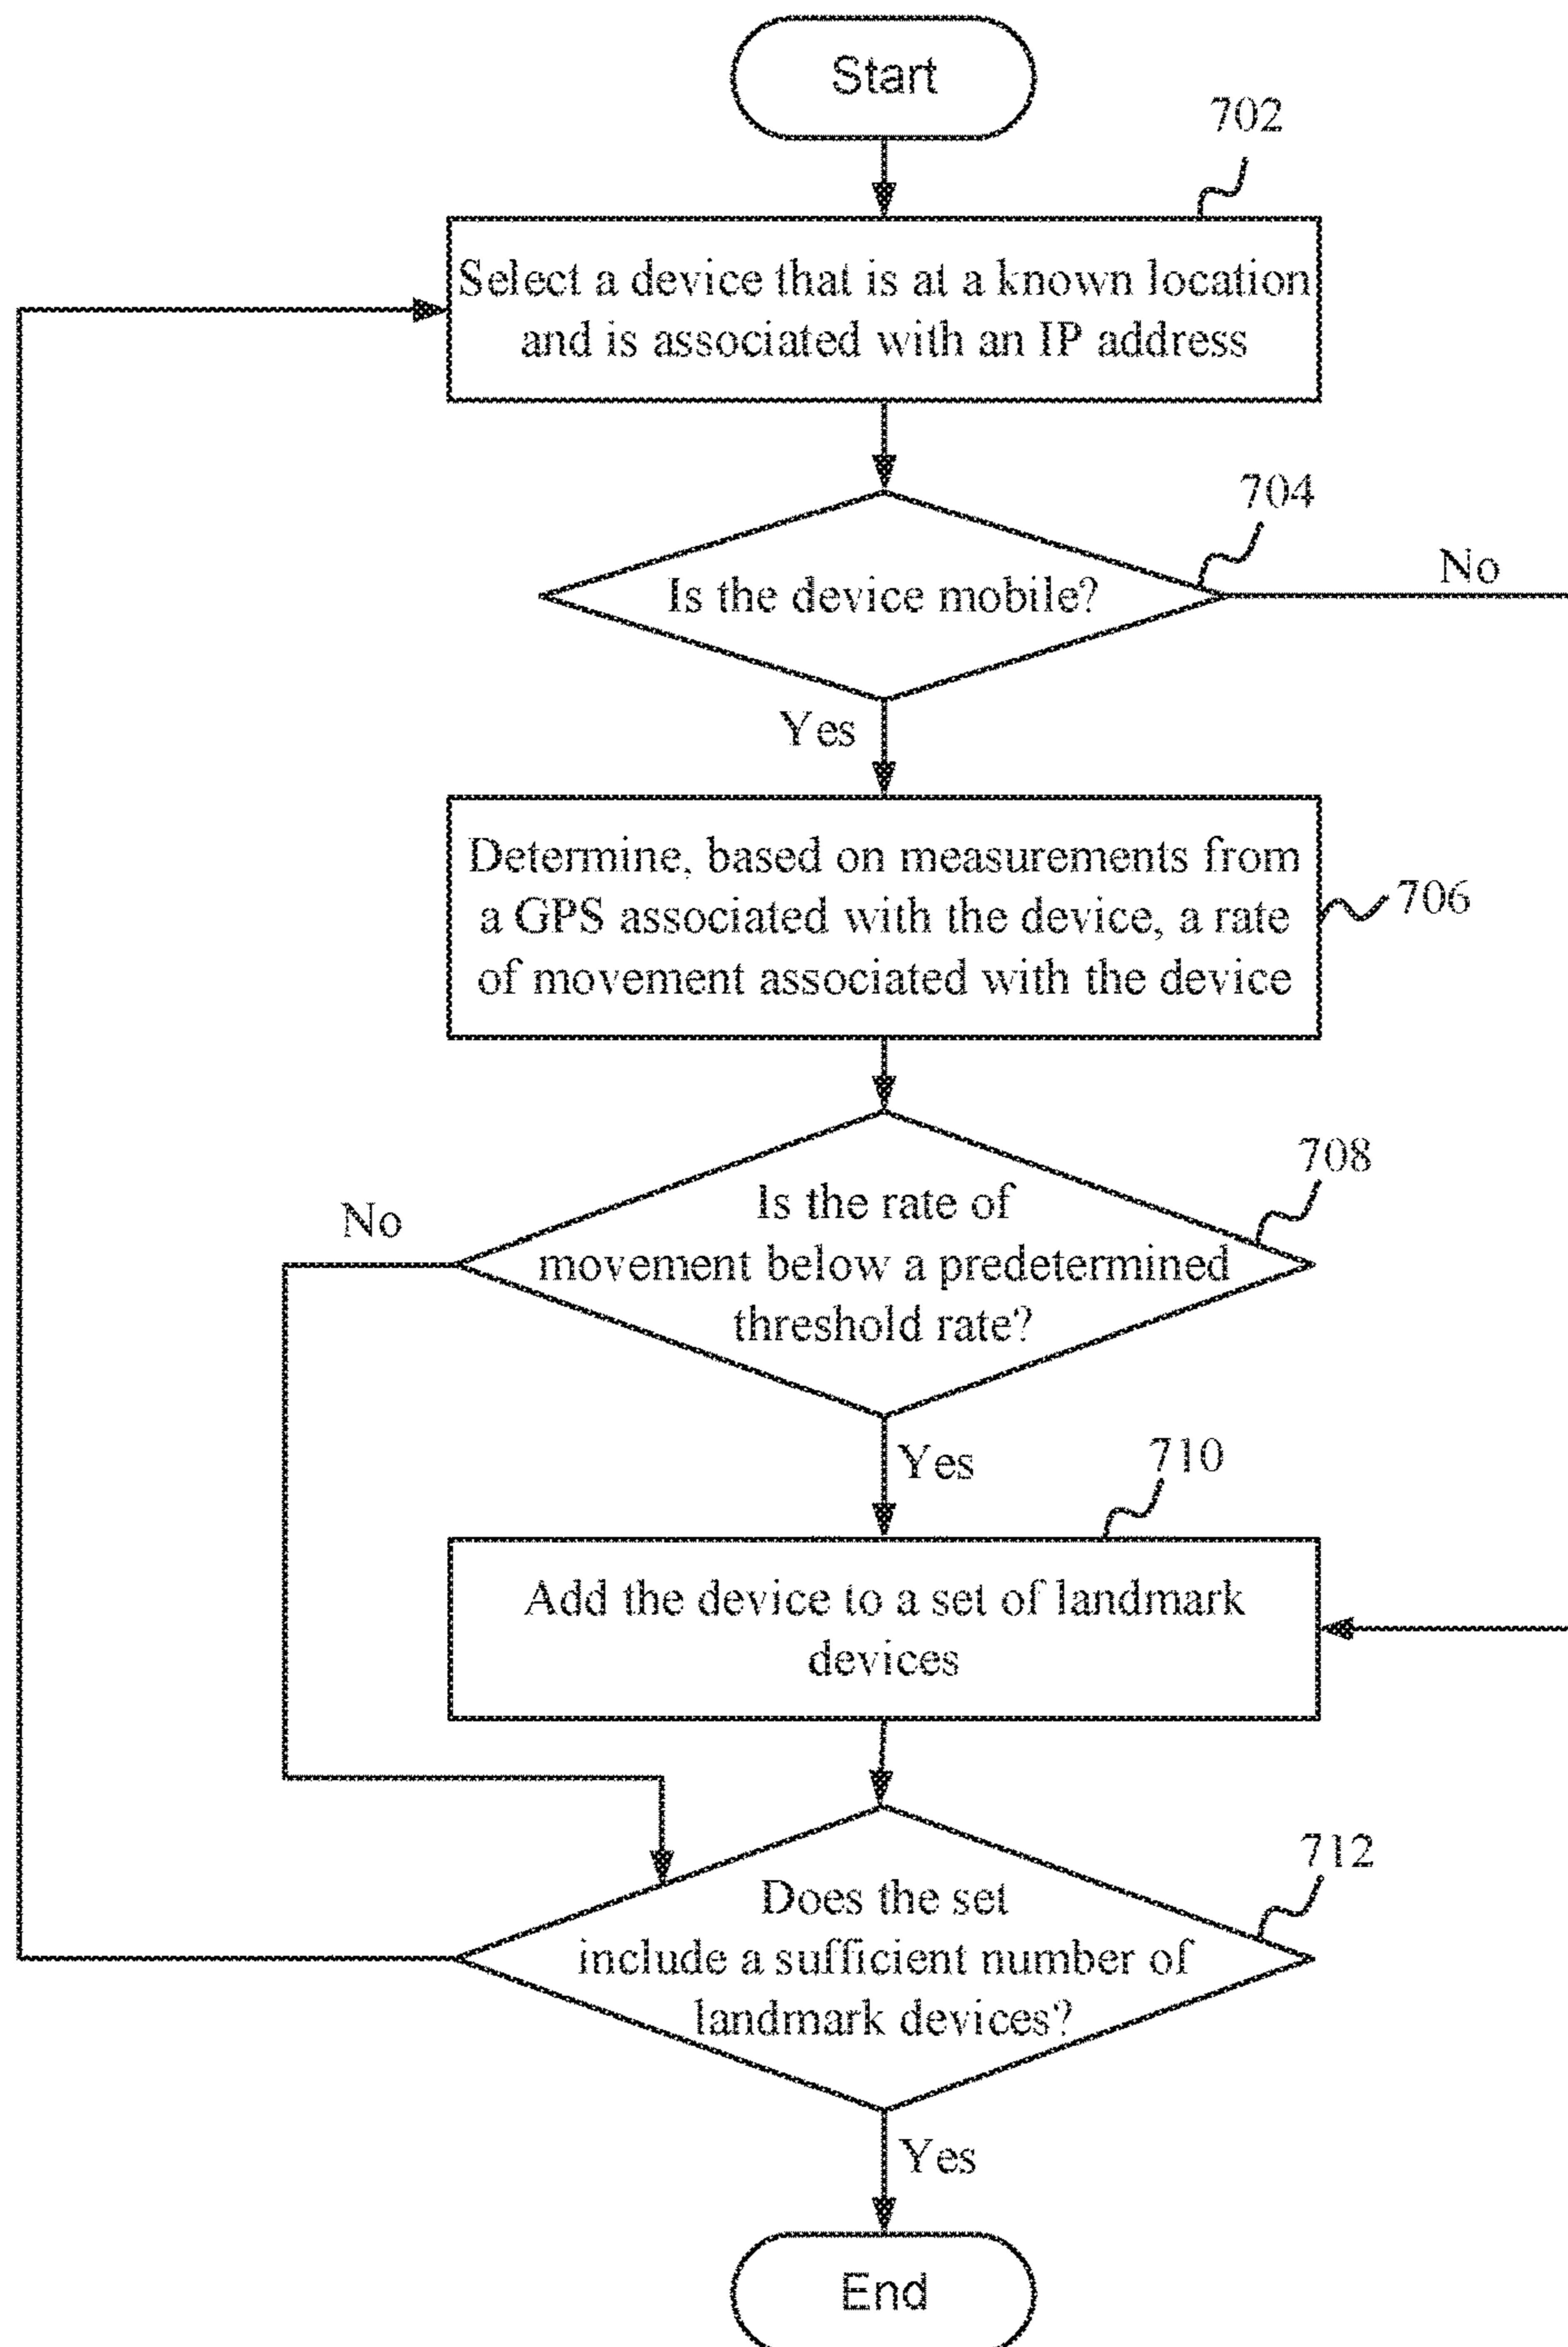 Start
702
Select a device that is at a known location
and is associated with an IP address
704
Is the device mobile?
No
Yes
Determine, based on measurements from
a GPS associated with the device, a rate
of movement associated with the device
706
708
Is the rate of
movement below a predetermined
threshold rate?
No
Yes
710
Add the device to a set of landmark
devices
712
Does the set
include a sufficient number of
landmark devices?
Yes
End